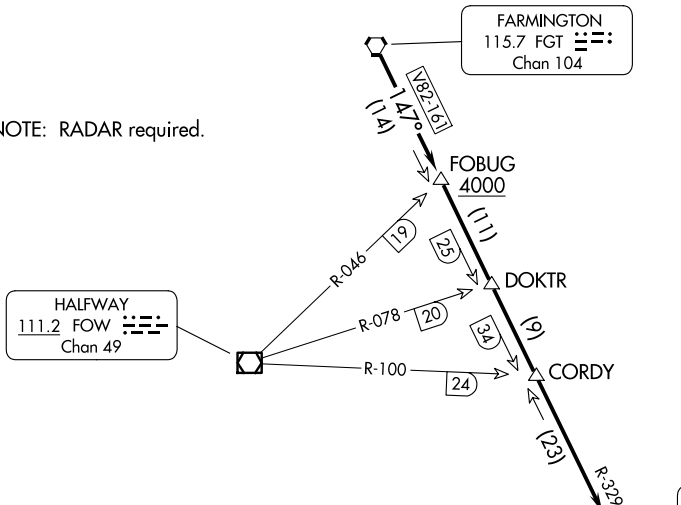 FARMINGTON
115.7 FGT
Chan 104
V82-161
147°
(14)
NOTE: RADAR required.
FOBUG
4000
(11)
19
R-046
25
DOKTR
HALFWAY
111.2 FOW
Chan 49
R-078
20
(9)
34
R-100
24
CORDY
(23)
R-329